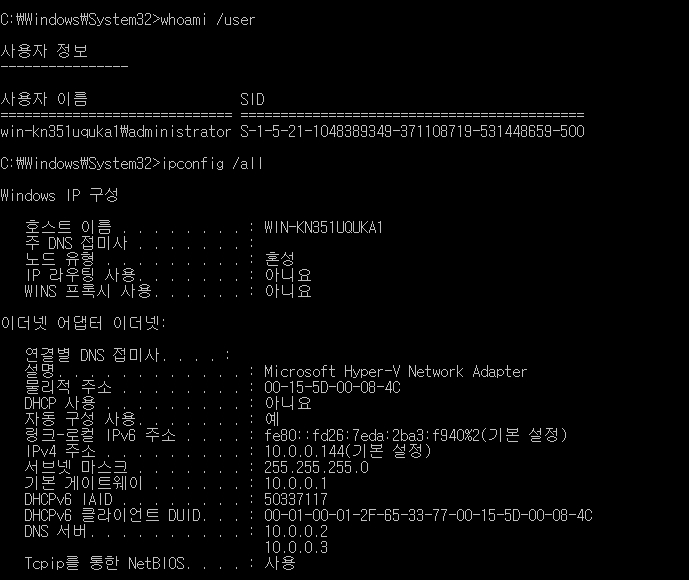 C:₩Windows₩System32>whoami /user
사용자 정보
----------------
사용자 이름 SID
============================= ===========================================
win-kn351uquka1₩administrator S-1-5-21-1048389349-371108719-531448659-500
C:₩Windows₩System32>ipconfig /all
Windows IP 구성
호스트 이름 . . . . . . . . : WIN-KN351UQUKA1
주 DNS 접미사 . . . . . . . :
노드 유형 . . . . . . . . . : 혼성
IP 라우팅 사용. . . . . . . : 아니요
WINS 프록시 사용. . . . . . : 아니요
이더넷 어댑터 이더넷:
연결별 DNS 접미사. . . . :
설명. . . . . . . . . . . . : Microsoft Hyper-V Network Adapter
물리적 주소 . . . . . . . . : 00-15-5D-00-08-4C
DHCP 사용 . . . . . . . . . : 아니요
자동 구성 사용. . . . . . . : 예
링크-로컬 IPv6 주소 . . . . : fe80::fd26:7eda:2ba3:f940%2(기본 설정)
IPv4 주소 . . . . . . . . . : 10.0.0.144(기본 설정)
서브넷 마스크 . . . . . . . : 255.255.255.0
기본 게이트웨이 . . . . . . : 10.0.0.1
DHCPv6 IAID . . . . . . . . : 50337117
DHCPv6 클라이언트 DUID. . . : 00-01-00-01-2F-65-33-77-00-15-5D-00-08-4C
DNS 서버. . . . . . . . . . : 10.0.0.2
10.0.0.3
Tcpip를 통한 NetBIOS. . . . : 사용